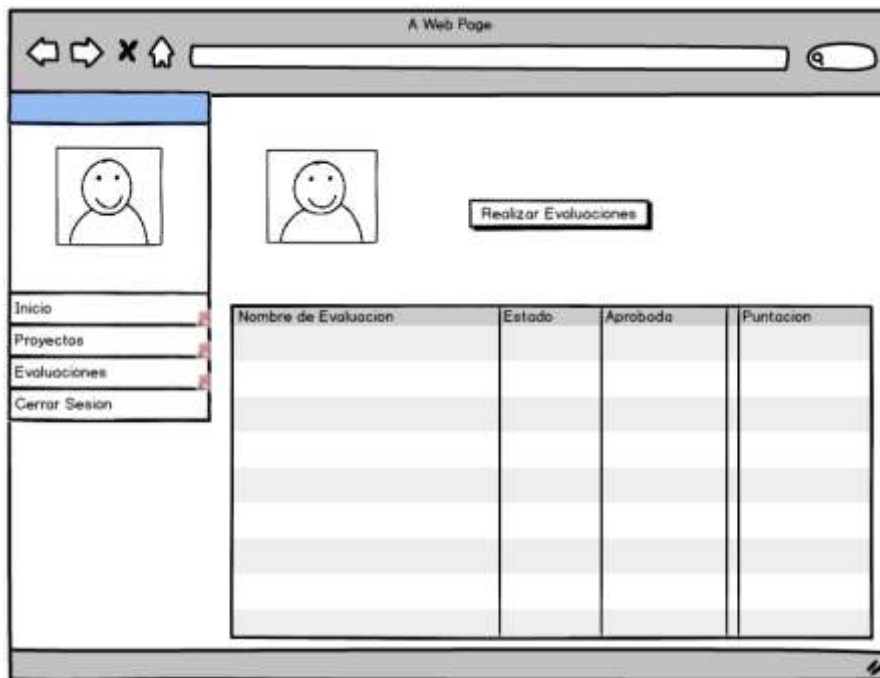 A Web Page
Realizar Evaluaciones
Inicio
Proyectos
Evaluaciones
Cerrar Sesion
Nombre de Evaluacion Estado Aprobada Puntacion